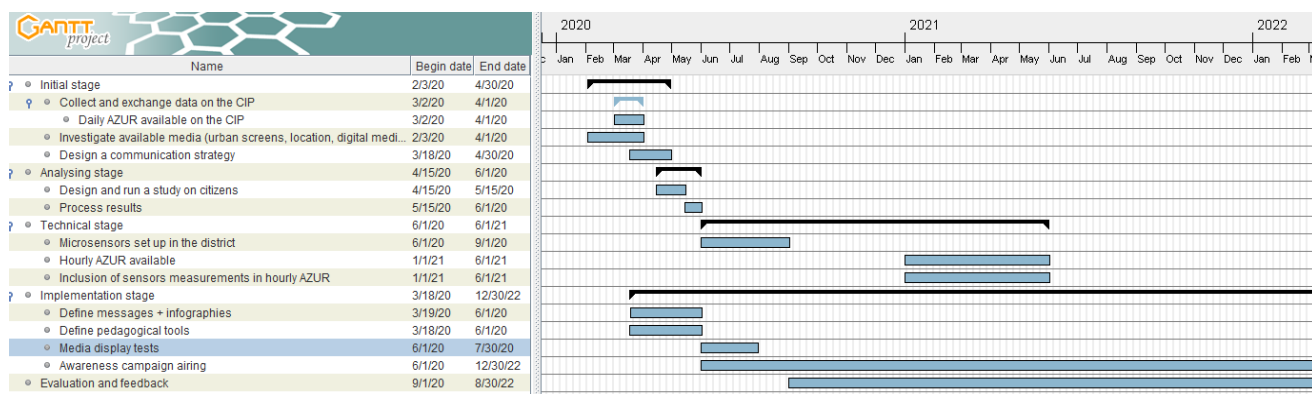 GANTT
project
2020 2021 2022
c Jan Feb Mar Apr May Jun Jul Aug Sep Oct Nov Dec Jan Feb Mar Apr May Jun Jul Aug Sep Oct Nov Dec Jan Feb
Name Begin date End date
Initial stage 2/3/20 4/30/20
Collect and exchange data on the CIP 3/2/20 4/1/20
Daily AZUR available on the CIP 3/2/20 4/1/20
Investigate available media (urban screens, location, digital medi... 2/3/20 4/1/20
Design a communication strategy 3/18/20 4/30/20
Analysing stage 4/15/20 6/1/20
Design and run a study on citizens 4/15/20 5/15/20
Process results 5/15/20 6/1/20
Technical stage 6/1/20 6/1/21
Microsensors set up in the district 6/1/20 9/1/20
Hourly AZUR available 1/1/21 6/1/21
Inclusion of sensors measurements in hourly AZUR 1/1/21 6/1/21
Implementation stage 3/18/20 12/30/22
Define messages + infographies 3/19/20 6/1/20
Define pedagogical tools 3/18/20 6/1/20
Media display tests 6/1/20 7/30/20
Awareness campaign airing 6/1/20 12/30/22
Evaluation and feedback 9/1/20 8/30/22